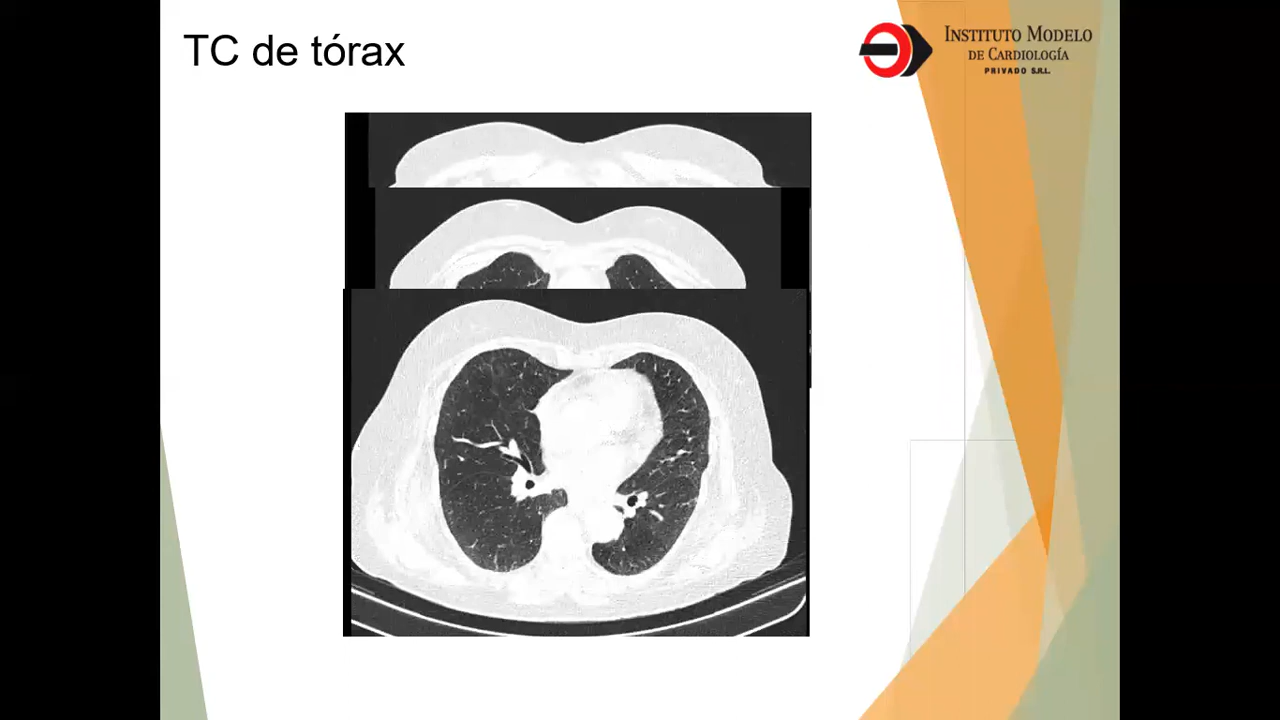 TC de tórax
INSTITUTO MODELO
DE CARDIOLOGÍA
PRIVADO S.R.L.